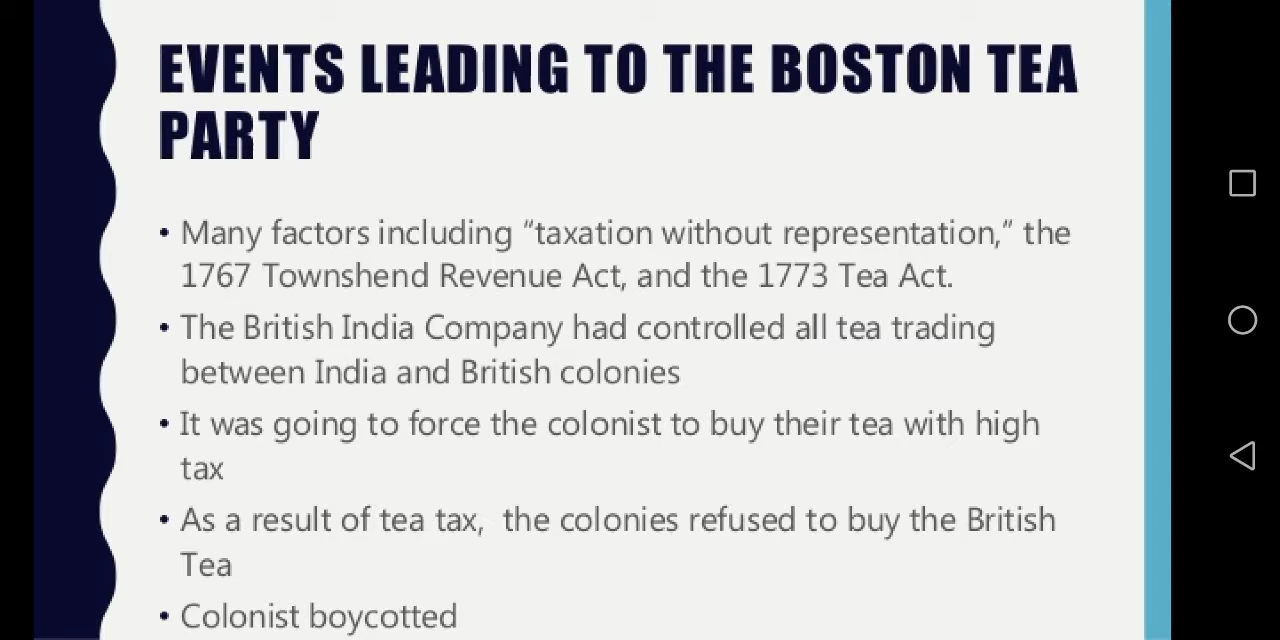 EVENTS LEADING TO THE BOSTON TEA
PARTY
• Many factors including “taxation without representation,” the
1767 Townshend Revenue Act, and the 1773 Tea Act.
• The British India Company had controlled all tea trading
between India and British colonies
• It was going to force the colonist to buy their tea with high
tax
• As a result of tea tax,  the colonies refused to buy the British
Tea
• Colonist boycotted